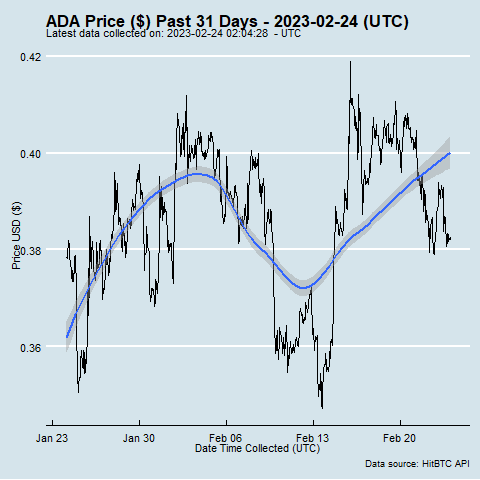 ADA Price ($) Past 31 Days - 2023-02-24 (UTC)
Latest data collected on: 2023-02-24 02:04:28 - UTC
0.42
0.40
0.38
0.36
Price USD ($)
Jan 23
Jan 30
Feb 06
Feb 13
Feb 20
Date Time Collected (UTC)
Data source: HitBTC API